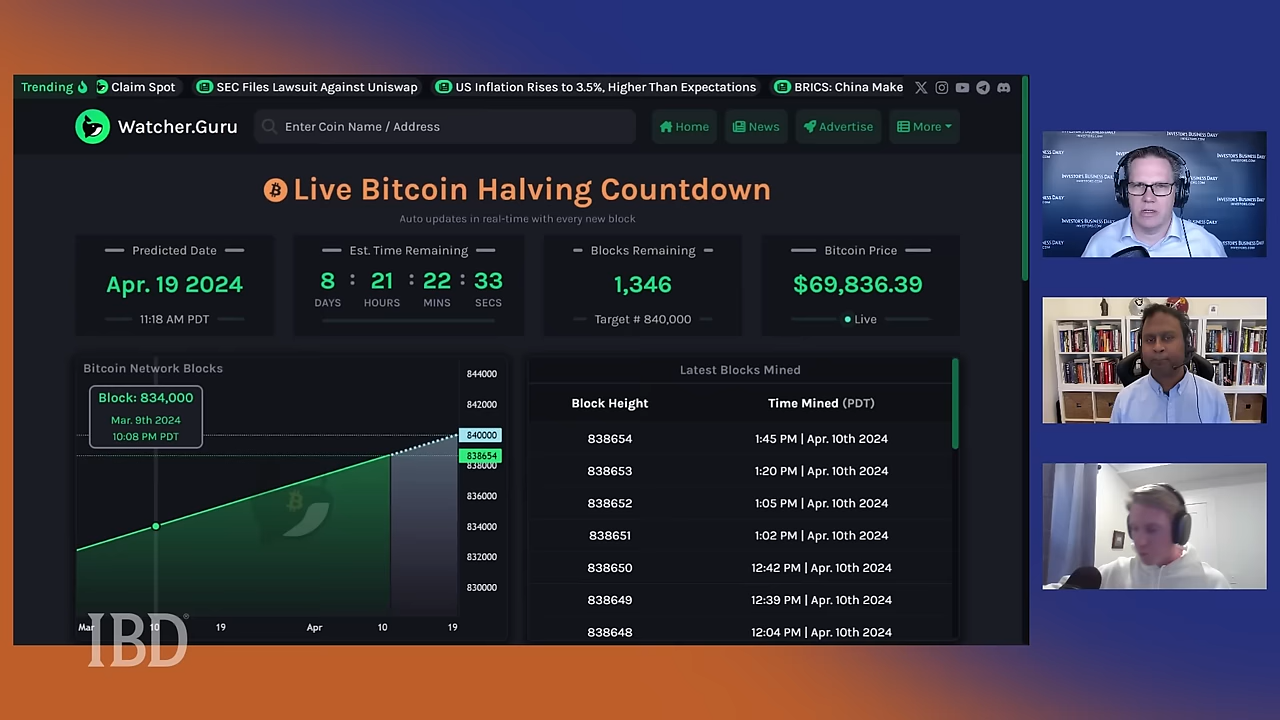 Trending Claim Spot SEC Files Lawsuit Against Uniswap US Inflation Rises to 3.5%, Higher Than Expectations BRICS: China Make
Watcher.Guru Enter Coin Name / Address Home News Advertise More
Live Bitcoin Halving Countdown
Auto updates in real-time with every new block
Predicted Date
Apr. 19 2024
11:18 AM PDT
Est. Time Remaining
8 : 21 : 22 : 33
DAYS HOURS MINS SECS
Blocks Remaining
1,346
Target # 840,000
Bitcoin Price
$69,836.39
Live
Bitcoin Network Blocks
Block: 834,000
Mar. 9th 2024
10:08 PM PDT
844000
842000
840000
838654
838000
836000
834000
832000
830000
Mar 10 19 Apr 10 19
Latest Blocks Mined
Block Height Time Mined (PDT)
838654 1:45 PM | Apr. 10th 2024
838653 1:20 PM | Apr. 10th 2024
838652 1:05 PM | Apr. 10th 2024
838651 1:02 PM | Apr. 10th 2024
838650 12:42 PM | Apr. 10th 2024
838649 12:39 PM | Apr. 10th 2024
838648 12:04 PM | Apr. 10th 2024
IBD
INVESTOR'S BUSINESS DAILY
INVESTORS.COM